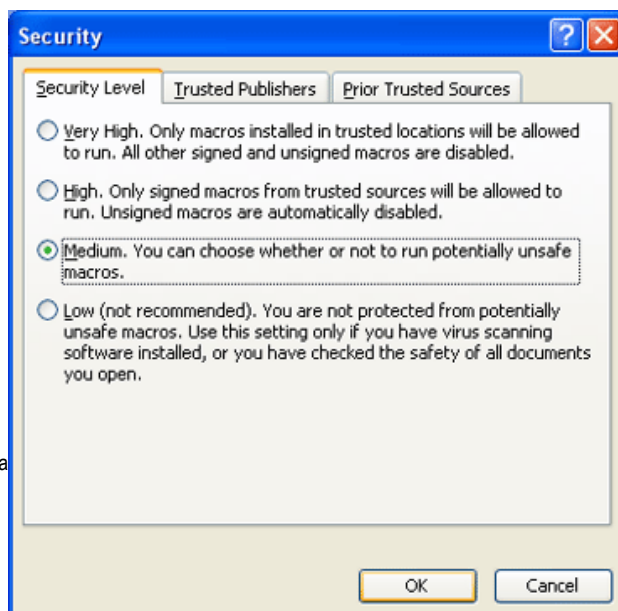 Security
Security Level Trusted Publishers Prior Trusted Sources
Very High. Only macros installed in trusted locations will be allowed
to run. All other signed and unsigned macros are disabled.
High. Only signed macros from trusted sources will be allowed to
run. Unsigned macros are automatically disabled.
Medium. You can choose whether or not to run potentially unsafe
macros.
Low (not recommended). You are not protected from potentially
unsafe macros. Use this setting only if you have virus scanning
software installed, or you have checked the safety of all documents
you open.
a
OK Cancel